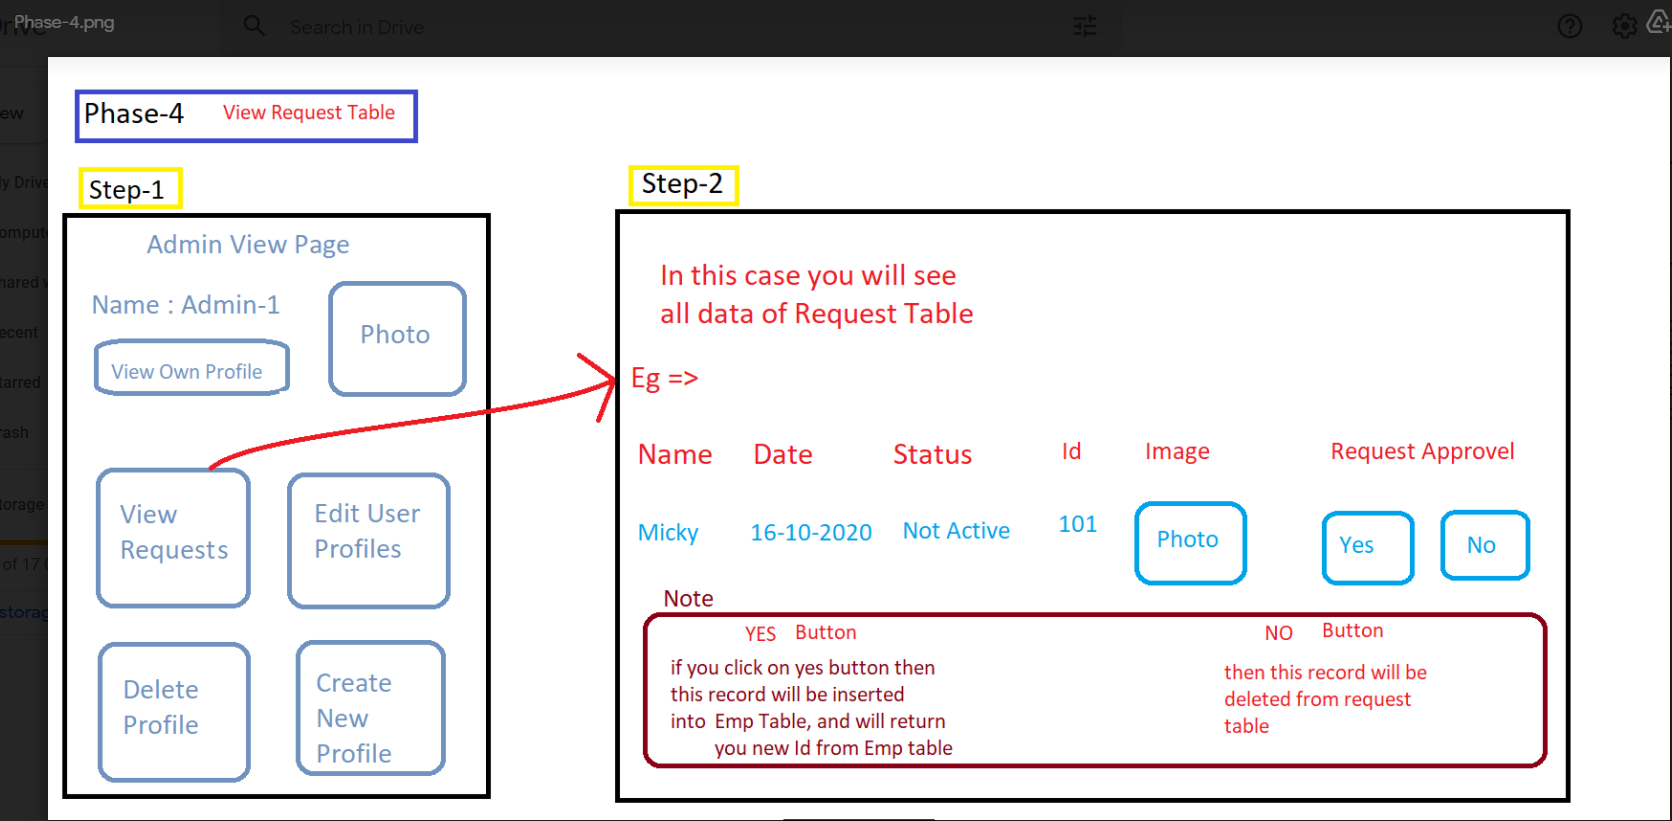 Phase-4.png
Search in Drive
ew
y Drive
omput
hared w
ecent
tarred
rash
torage
of 17
storag
Phase-4 View Request Table
Step-1
Admin View Page
Name : Admin-1
Photo
View Own Profile
View
Requests
Edit User
Profiles
Delete
Profile
Create
New
Profile
Step-2
In this case you will see
all data of Request Table
Eg =>
Name Date Status Id Image Request Approvel
Micky 16-10-2020 Not Active 101 Photo Yes No
Note
YES Button
if you click on yes button then
this record will be inserted
into Emp Table, and will return
you new Id from Emp table
NO Button
then this record will be
deleted from request
table